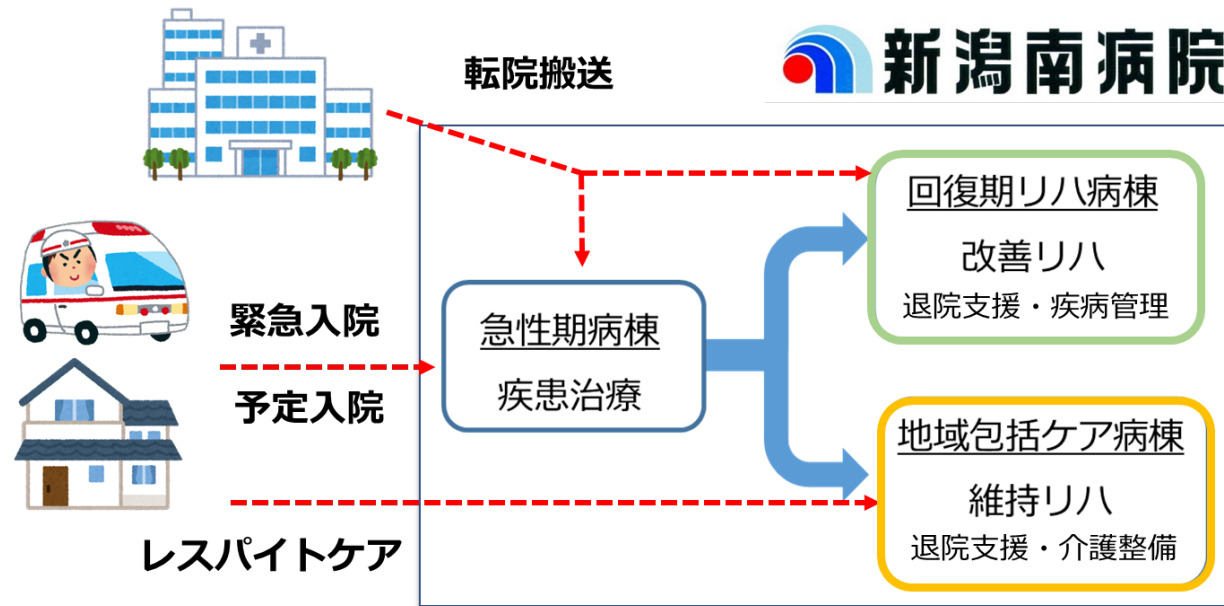 転院搬送
新潟南病院
回復期リハ病棟
改善リハ
退院支援・疾病管理
緊急入院
予定入院
急性期病棟
疾患治療
地域包括ケア病棟
維持リハ
退院支援・介護整備
レスパイトケア